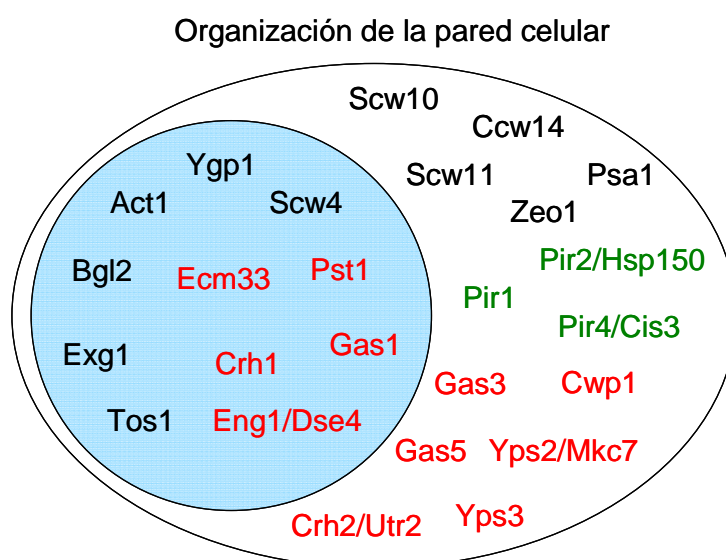 Organización de la pared celular
Scw10
Ccw14
Ygp1
Scw11
Psa1
Act1
Scw4
Zeo1
Bgl2
Ecm33
Pst1
Pir2/Hsp150
Pir1
Pir4/Cis3
Exg1
Crh1
Gas1
Gas3
Cwp1
Tos1
Eng1/Dse4
Gas5
Yps2/Mkc7
Crh2/Utr2
Yps3